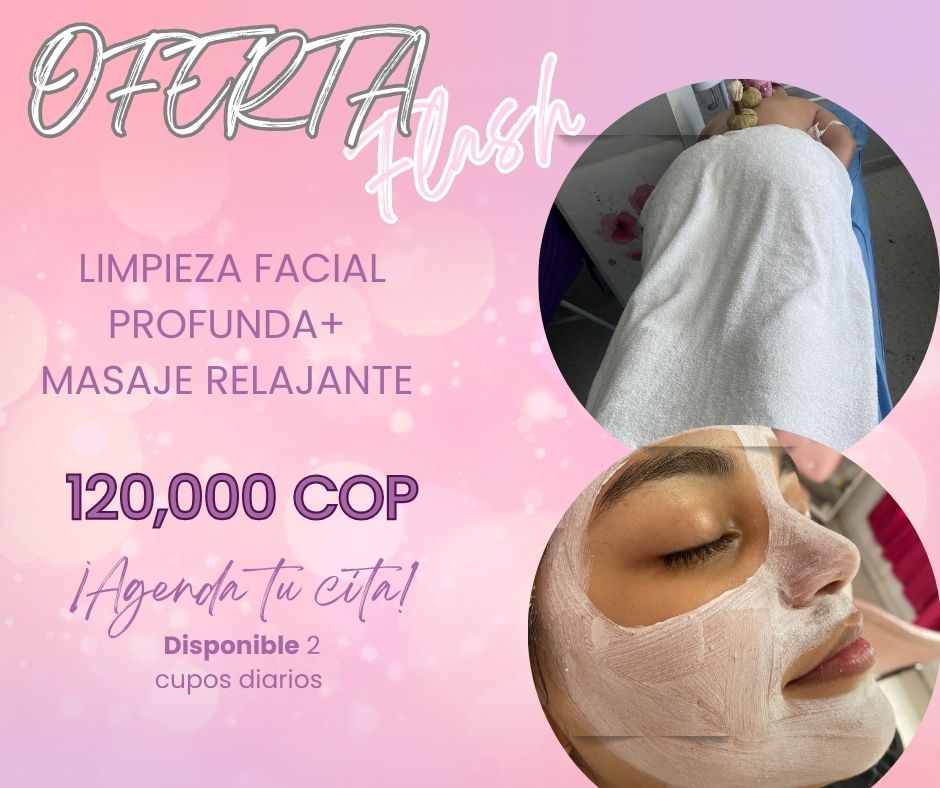 OFERTA
Flash
LIMPIEZA FACIAL
PROFUNDA+
MASAJE RELAJANTE
120,000 COP
¡Agenda tu cita!
Disponible 2
cupos diarios